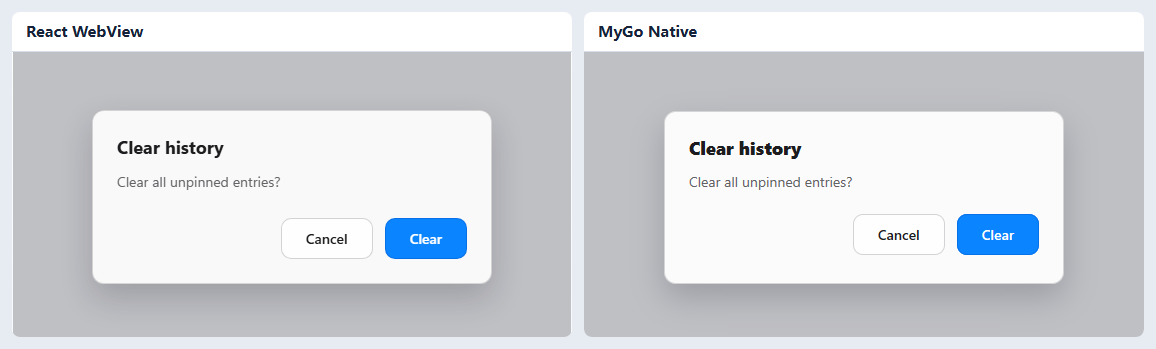 React WebView
Clear history
Clear all unpinned entries?
Cancel
Clear
MyGo Native
Clear history
Clear all unpinned entries?
Cancel
Clear